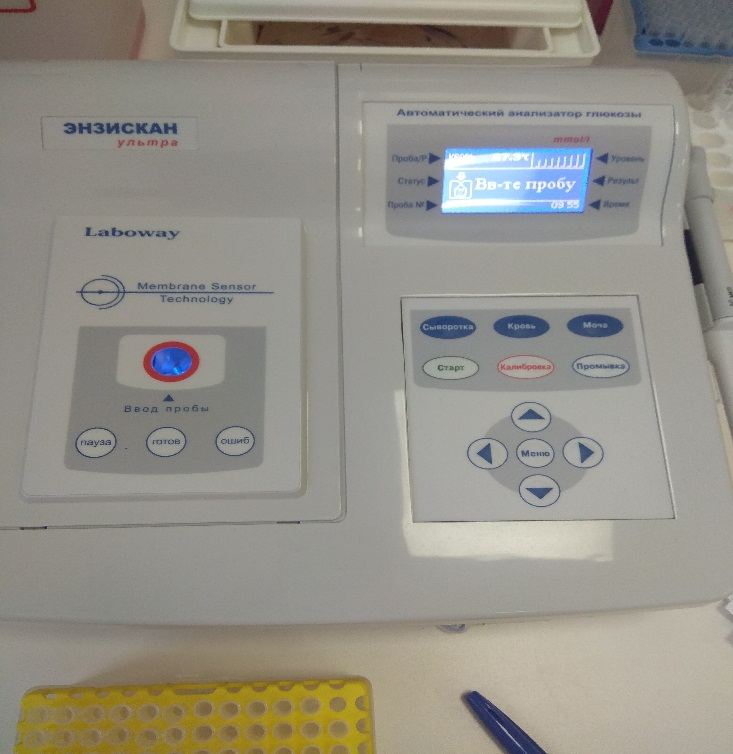 ЭНЗИСКАН
ультра
Автоматический анализатор глюкозы
mmol/l
Проба/Р
Уровень
Статус
Вв-те пробу
Результ
Проба №
09 55
Время
Laboway
Membrane Sensor
Technology
Ввод пробы
пауза готов ошиб
Сыворотка Кровь Моча
Старт Калибровка Промывка
Меню